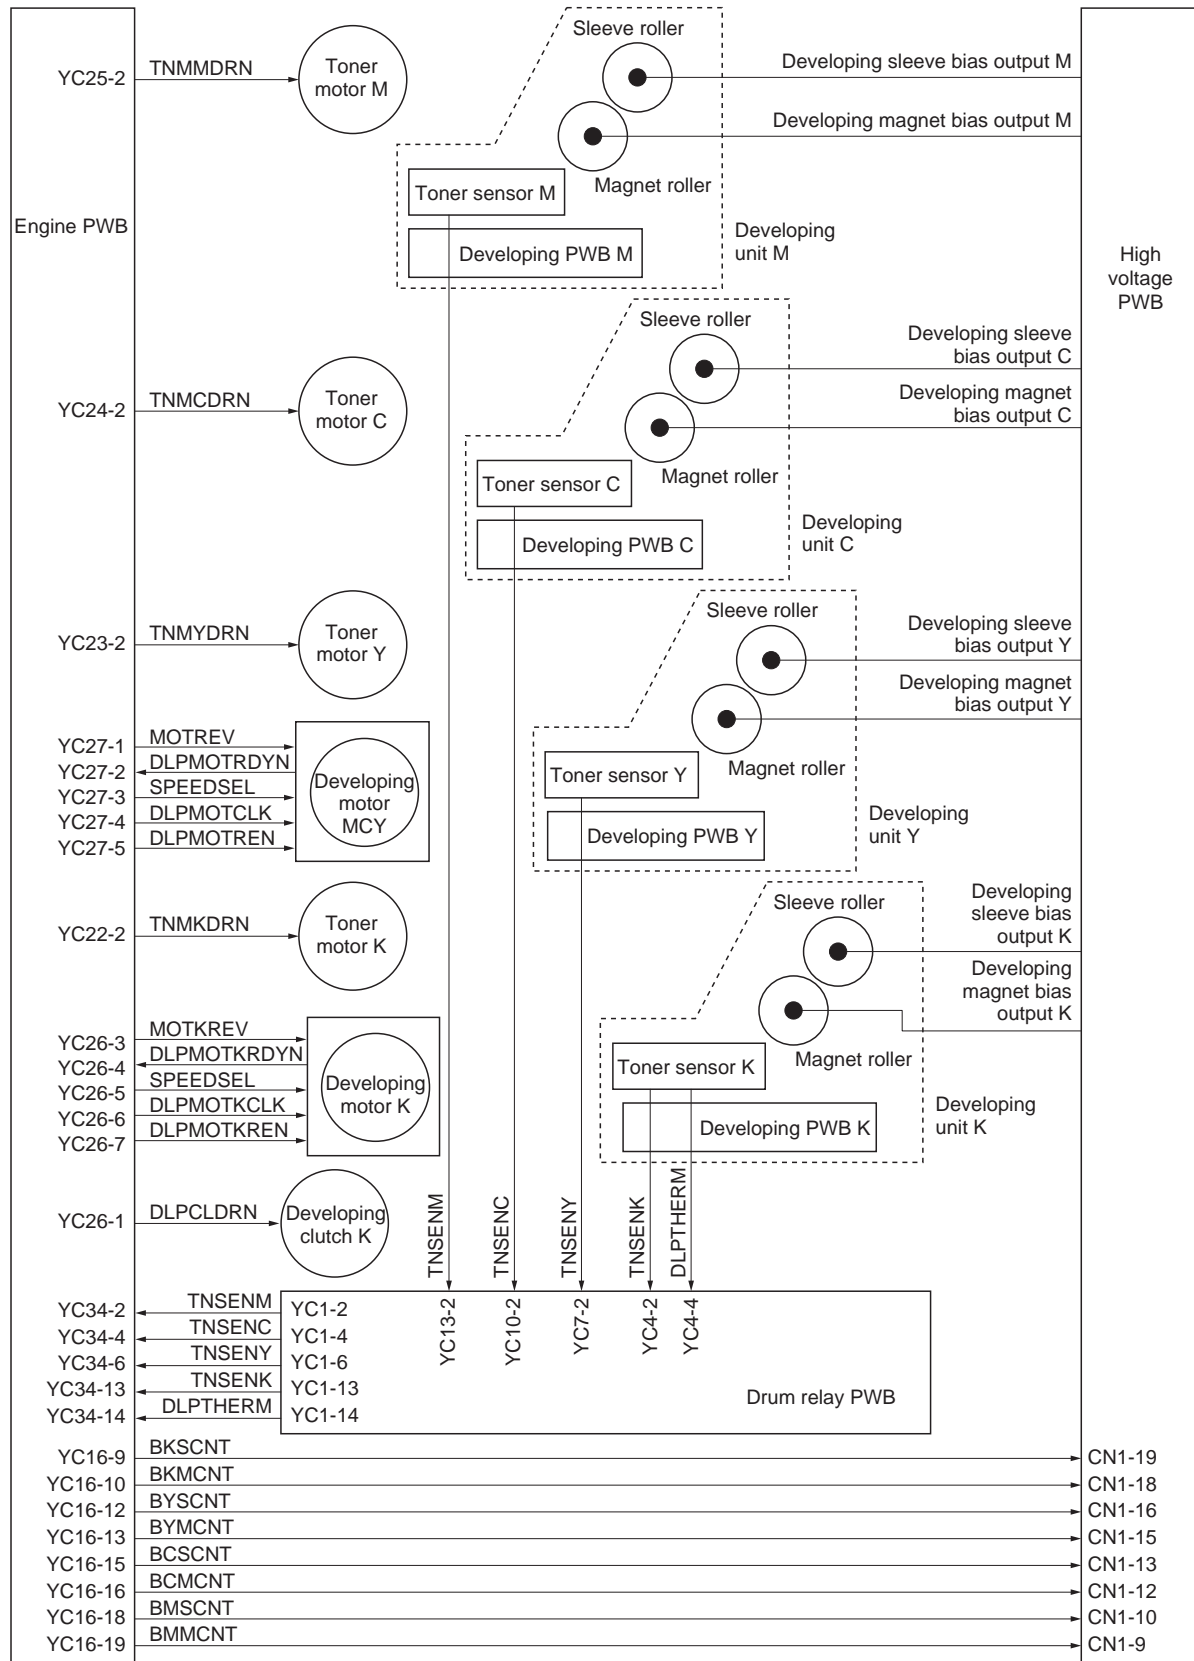 Engine PWB
YC25-2
TNMMDRN
Toner
motor M
Sleeve roller
Magnet roller
Toner sensor M
Developing PWB M
Developing
unit M
Developing sleeve bias output M
Developing magnet bias output M
High
voltage
PWB
YC24-2
TNMCDRN
Toner
motor C
Sleeve roller
Magnet roller
Toner sensor C
Developing PWB C
Developing
unit C
Developing sleeve
bias output C
Developing magnet
bias output C
YC23-2
TNMYDRN
Toner
motor Y
Sleeve roller
Magnet roller
Toner sensor Y
Developing PWB Y
Developing
unit Y
Developing sleeve
bias output Y
Developing magnet
bias output Y
YC27-1 MOTREV
YC27-2 DLPMOTRDYN
YC27-3 SPEEDSEL
YC27-4 DLPMOTCLK
YC27-5 DLPMOTREN
Developing
motor
MCY
YC22-2
TNMKDRN
Toner
motor K
Sleeve roller
Magnet roller
Toner sensor K
Developing PWB K
Developing
unit K
Developing
sleeve bias
output K
Developing
magnet bias
output K
YC26-3 MOTKREV
YC26-4 DLPMOTKRDYN
YC26-5 SPEEDSEL
YC26-6 DLPMOTKCLK
YC26-7 DLPMOTKREN
Developing
motor K
YC26-1 DLPCLDRN
Developing
clutch K
TNSENM
TNSENC
TNSENY
TNSENK
DLPTHERM
YC13-2
YC10-2
YC7-2
YC4-2
YC4-4
YC34-2 TNSENM YC1-2
YC34-4 TNSENC YC1-4
YC34-6 TNSENY YC1-6
YC34-13 TNSENK YC1-13
YC34-14 DLPTHERM YC1-14
Drum relay PWB
YC16-9 BKSCNT CN1-19
YC16-10 BKMCNT CN1-18
YC16-12 BYSCNT CN1-16
YC16-13 BYMCNT CN1-15
YC16-15 BCSCNT CN1-13
YC16-16 BCMCNT CN1-12
YC16-18 BMSCNT CN1-10
YC16-19 BMMCNT CN1-9